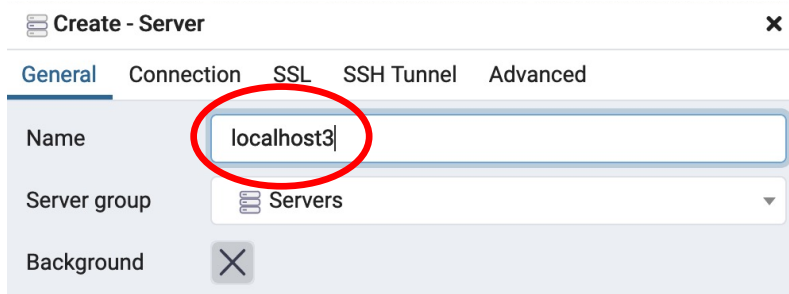 Create - Server
General Connection SSL SSH Tunnel Advanced
Name localhost3
Server group Servers
Background